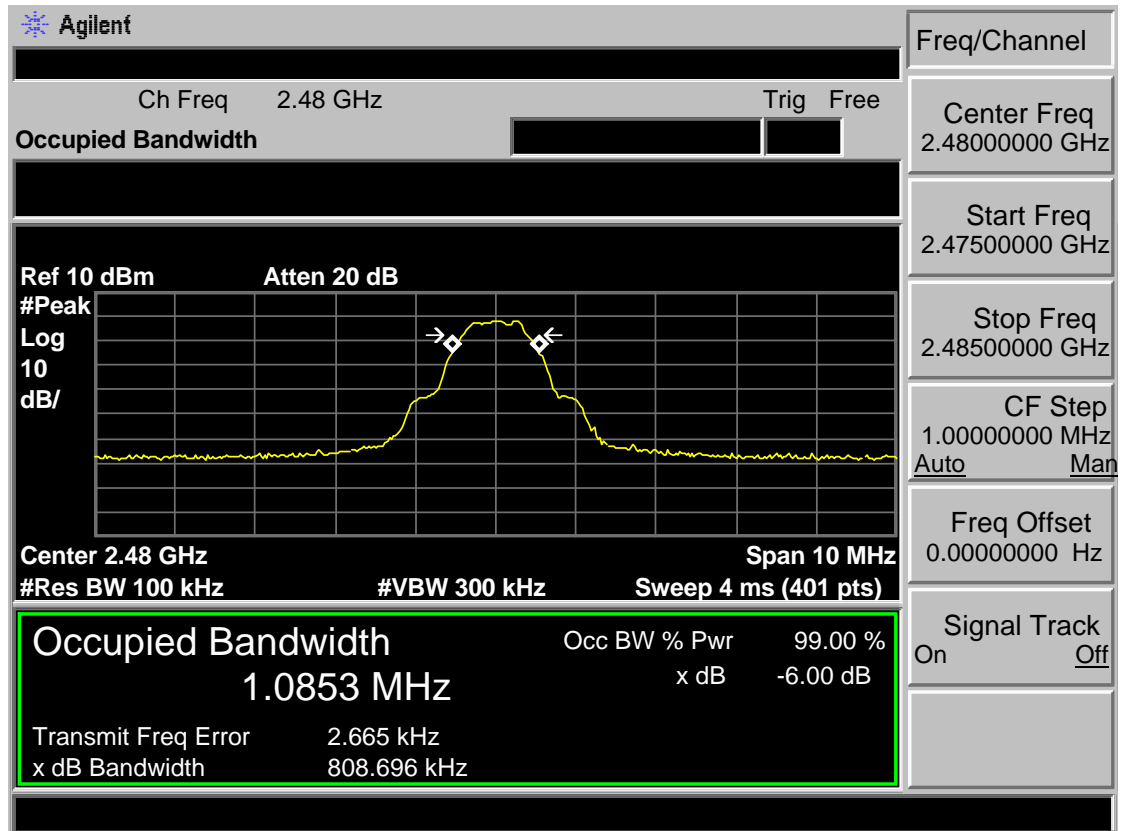 Agilent
Freq/Channel
Ch Freq 2.48 GHz Trig Free
Occupied Bandwidth
Center Freq
2.48000000 GHz
Start Freq
2.47500000 GHz
Stop Freq
2.48500000 GHz
CF Step
1.00000000 MHz
Auto Man
Freq Offset
0.00000000 Hz
Signal Track
On Off
Ref 10 dBm Atten 20 dB
#Peak
Log
10
dB/
Center 2.48 GHz Span 10 MHz
#Res BW 100 kHz #VBW 300 kHz Sweep 4 ms (401 pts)
Occupied Bandwidth
1.0853 MHz
Occ BW % Pwr 99.00 %
x dB -6.00 dB
Transmit Freq Error 2.665 kHz
x dB Bandwidth 808.696 kHz